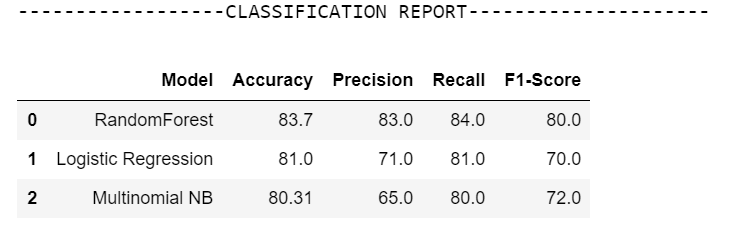 ------------------CLASSIFICATION REPORT---------------------
Model Accuracy Precision Recall F1-Score
0 RandomForest 83.7 83.0 84.0 80.0
1 Logistic Regression 81.0 71.0 81.0 70.0
2 Multinomial NB 80.31 65.0 80.0 72.0